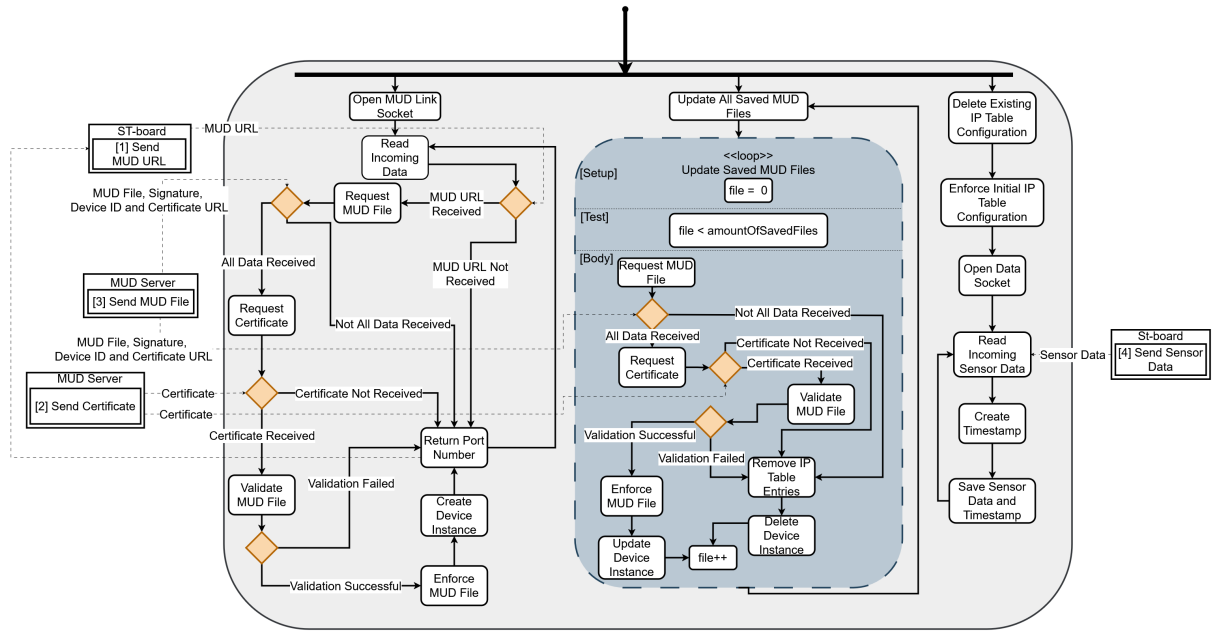 Open MUD Link
Socket
Update All Saved MUD
Files
Delete Existing
IP Table
Configuration
ST-board
[1] Send
MUD URL
MUD URL
Read
Incoming
Data
<<loop>>
Update Saved MUD Files
[Setup]
file = 0
[Test]
file < amountOfSavedFiles
[Body]
MUD File, Signature,
Device ID and Certificate URL
Request
MUD File
MUD URL
Received
Enforce Initial IP
Table
Configuration
All Data Received
MUD URL Not
Received
Request MUD
File
Open Data
Socket
MUD Server
[3] Send MUD File
Request
Certificate
Not All Data Received
Not All Data Received
MUD File, Signature,
Device ID and Certificate URL
All Data Received
Certificate Not Received
Request
Certificate
Certificate Received
Read
Incoming
Sensor Data
Sensor Data
St-board
[4] Send Sensor
Data
MUD Server
[2] Send Certificate
Certificate
Certificate
Certificate Not Received
Validate
MUD File
Create
Timestamp
Certificate Received
Return Port
Number
Validation Successful
Validation Failed
Remove IP
Table
Entries
Validate
MUD File
Validation Failed
Enforce
MUD File
Save Sensor
Data and
Timestamp
Create
Device
Instance
Delete
Device
Instance
Update
Device
Instance
file++
Validation Successful
Enforce
MUD File